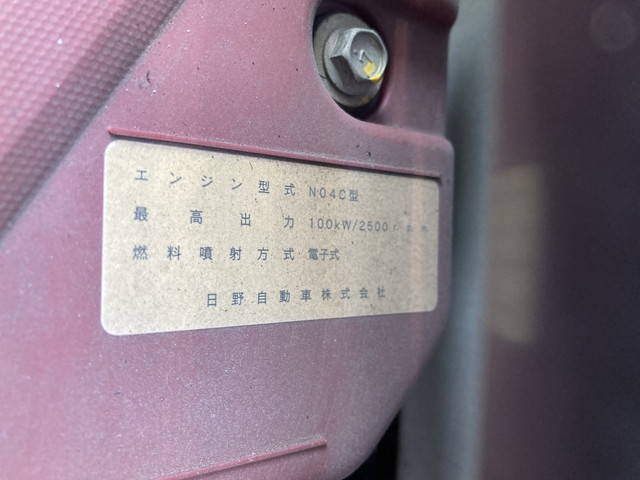 エンジン型式 N04C型
最高出力 100kW/2500rpm
燃料噴射方式 電子式
日野自動車株式会社